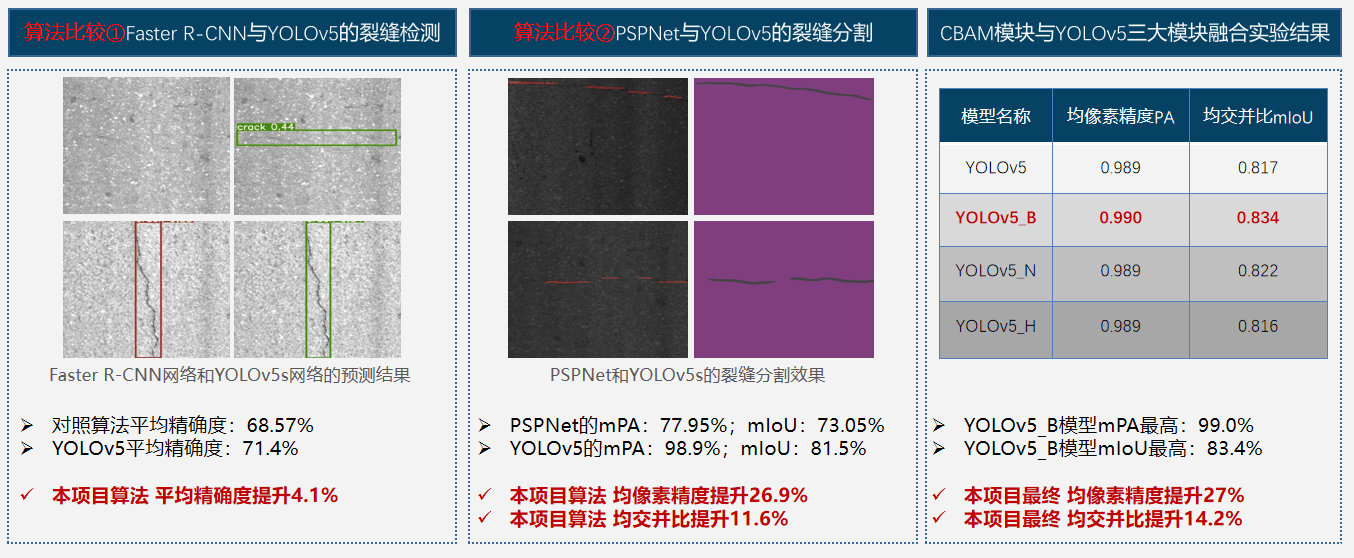 算法比较①Faster R-CNN与YOLOv5的裂缝检测
crack 0.44
Faster R-CNN网络和YOLOv5s网络的预测结果
对照算法平均精确度：68.57%
YOLOv5平均精确度：71.4%
本项目算法 平均精确度提升4.1%
算法比较②PSPNet与YOLOv5的裂缝分割
PSPNet和YOLOv5s的裂缝分割效果
PSPNet的mPA：77.95%；mIoU：73.05%
YOLOv5的mPA：98.9%；mIoU：81.5%
本项目算法 均像素精度提升26.9%
本项目算法 均交并比提升11.6%
CBAM模块与YOLOv5三大模块融合实验结果
模型名称 均像素精度PA 均交并比mIoU
YOLOv5 0.989 0.817
YOLOv5_B 0.990 0.834
YOLOv5_N 0.989 0.822
YOLOv5_H 0.989 0.816
YOLOv5_B模型mPA最高：99.0%
YOLOv5_B模型mIoU最高：83.4%
本项目最终 均像素精度提升27%
本项目最终 均交并比提升14.2%